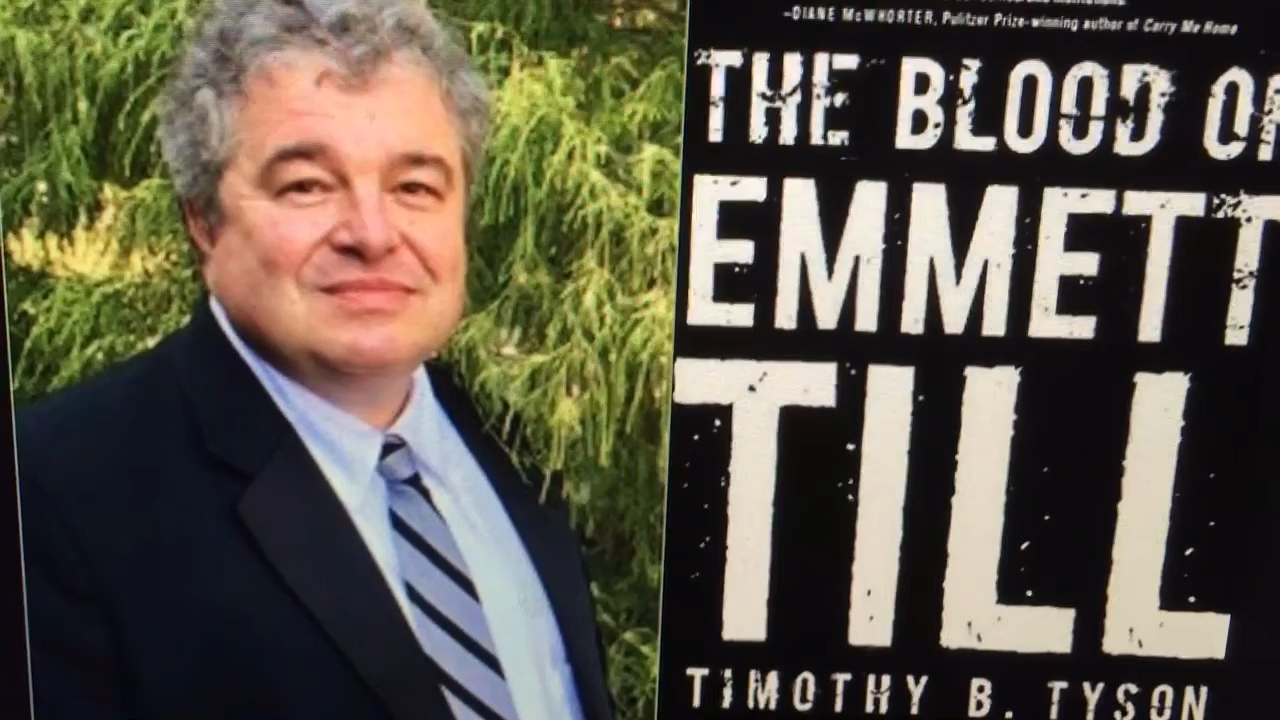 –DIANE McWHORTER, Pulitzer Prize-winning author of Carry Me Home
THE BLOOD OF
EMMETT
TILL
TIMOTHY B. TYSON